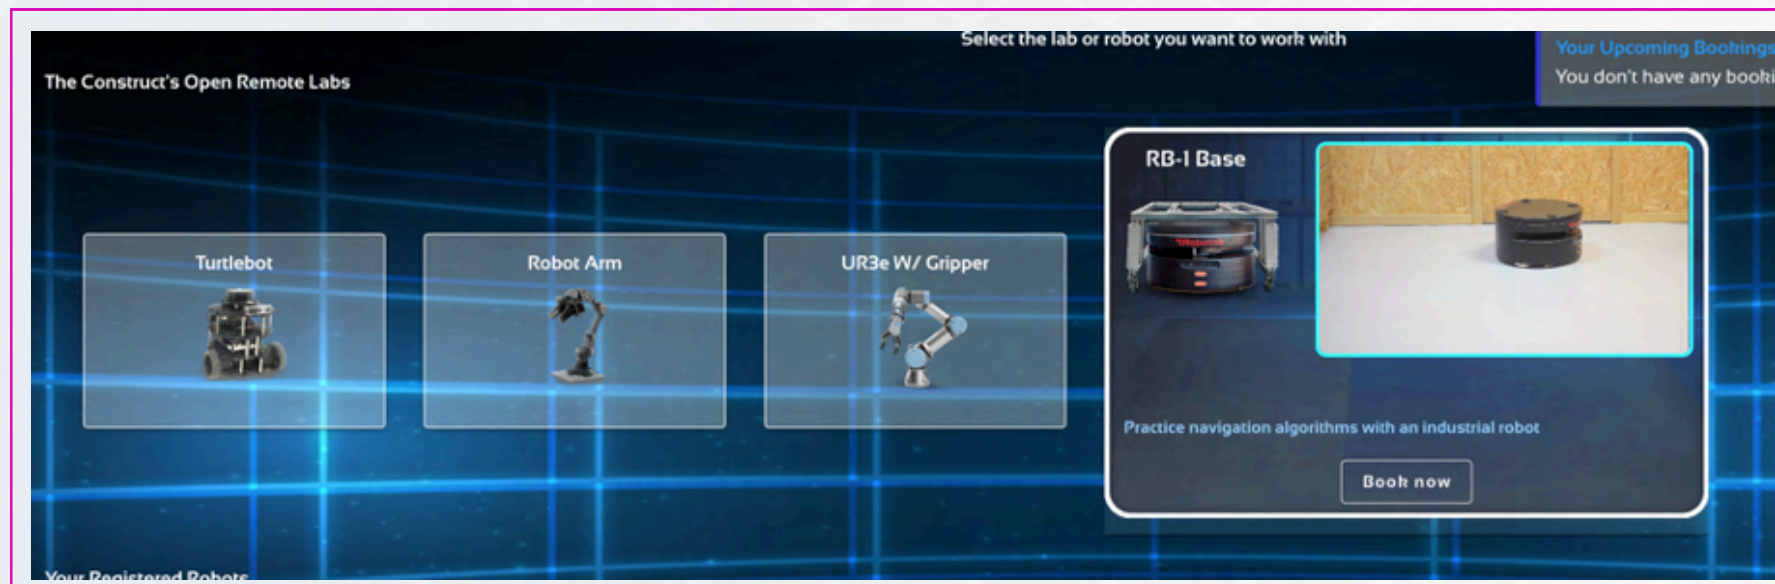 Select the lab or robot you want to work with
Your Upcoming Bookings
You don't have any booki
The Construct's Open Remote Labs
RB-1 Base
Turtlebot
Robot Arm
UR3e W/ Gripper
Practice navigation algorithms with an industrial robot
Book now
Your Registered Robots